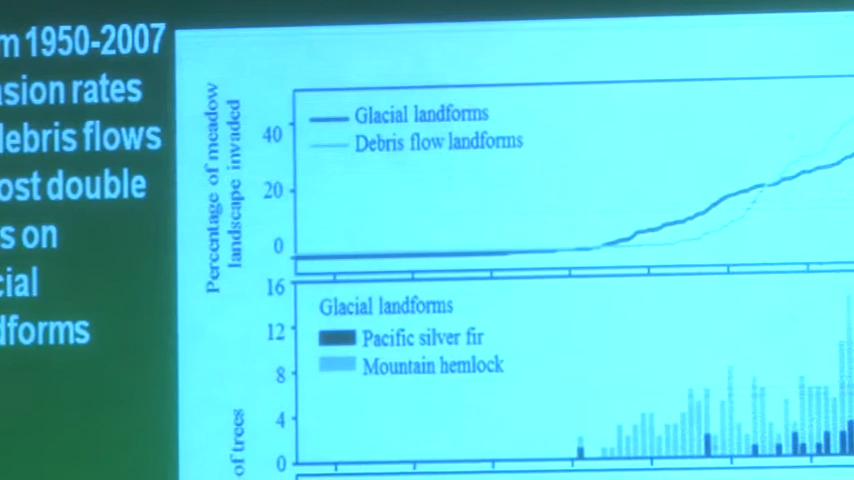 m 1950-2007
sion rates
debris flows
ost double
s on
cial
dforms
Percentage of meadow
landscape invaded
40
20
0
Glacial landforms
Debris flow landforms
16
12
8
4
0
Glacial landforms
Pacific silver fir
Mountain hemlock
of trees